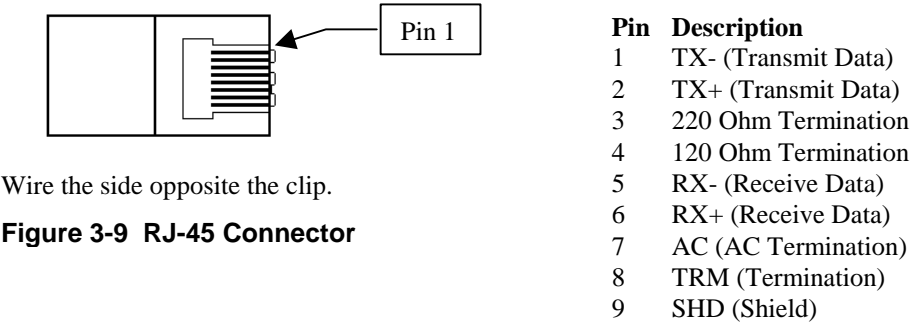 Pin 1
Wire the side opposite the clip.
Figure 3-9 RJ-45 Connector
Pin Description
1 TX- (Transmit Data)
2 TX+ (Transmit Data)
3 220 Ohm Termination
4 120 Ohm Termination
5 RX- (Receive Data)
6 RX+ (Receive Data)
7 AC (AC Termination)
8 TRM (Termination)
9 SHD (Shield)